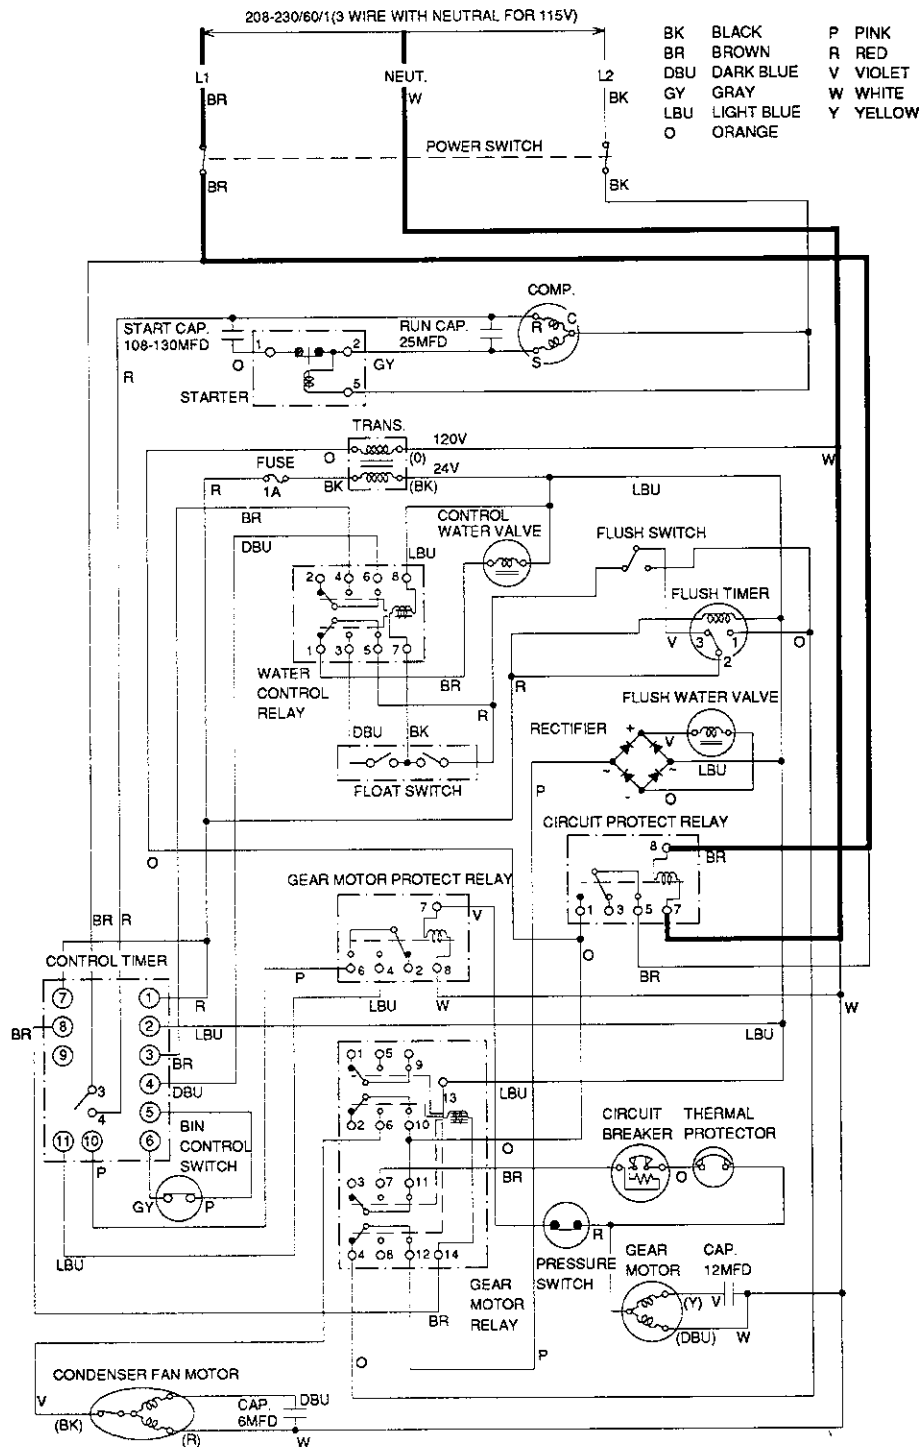 208-230/60/1(3 WIRE WITH NEUTRAL FOR 115V)
BK BLACK P PINK
BR BROWN R RED
DBU DARK BLUE V VIOLET
GY GRAY W WHITE
LBU LIGHT BLUE Y YELLOW
O ORANGE
L1 NEUT. L2
BR W BK
POWER SWITCH
BR BK
COMP.
START CAP.
108-130MFD
RUN CAP.
25MFD
R C
S
1 2
O GY
R
5
STARTER
TRANS.
120V
O (0)
W
FUSE
24V
R 1A BK (BK)
LBU
BR
DBU
LBU
CONTROL
WATER VALVE
FLUSH SWITCH
2 4 6 8
FLUSH TIMER
3 1
V 2 O
1 3 5 7
WATER
CONTROL
RELAY
BR
R
R
FLUSH WATER VALVE
DBU BK
RECTIFIER
+ V
~ ~
LBU
- O
FLOAT SWITCH
P
CIRCUIT PROTECT RELAY
8
BR
O
GEAR MOTOR PROTECT RELAY
7 V
1 3 5 7
BR R
O
CONTROL TIMER
P 6 4 2 8
BR
7 1 R
LBU W
W
BR 8 2 LBU
LBU
9 3 BR
1 5 9
4 DBU
13 LBU
3
4
5 BIN
CONTROL
SWITCH
2 6 10
CIRCUIT
BREAKER
THERMAL
PROTECTOR
11 10 6
P
O
BR
O
3 7 11
GY P
R
LBU
4 8 12 14
PRESSURE
SWITCH
GEAR
MOTOR
CAP.
12MFD
GEAR
MOTOR
RELAY
BR
(Y) V
(DBU) W
O
P
CONDENSER FAN MOTOR
V
(BK)
CAP.
6MFD
DBU
(R) W